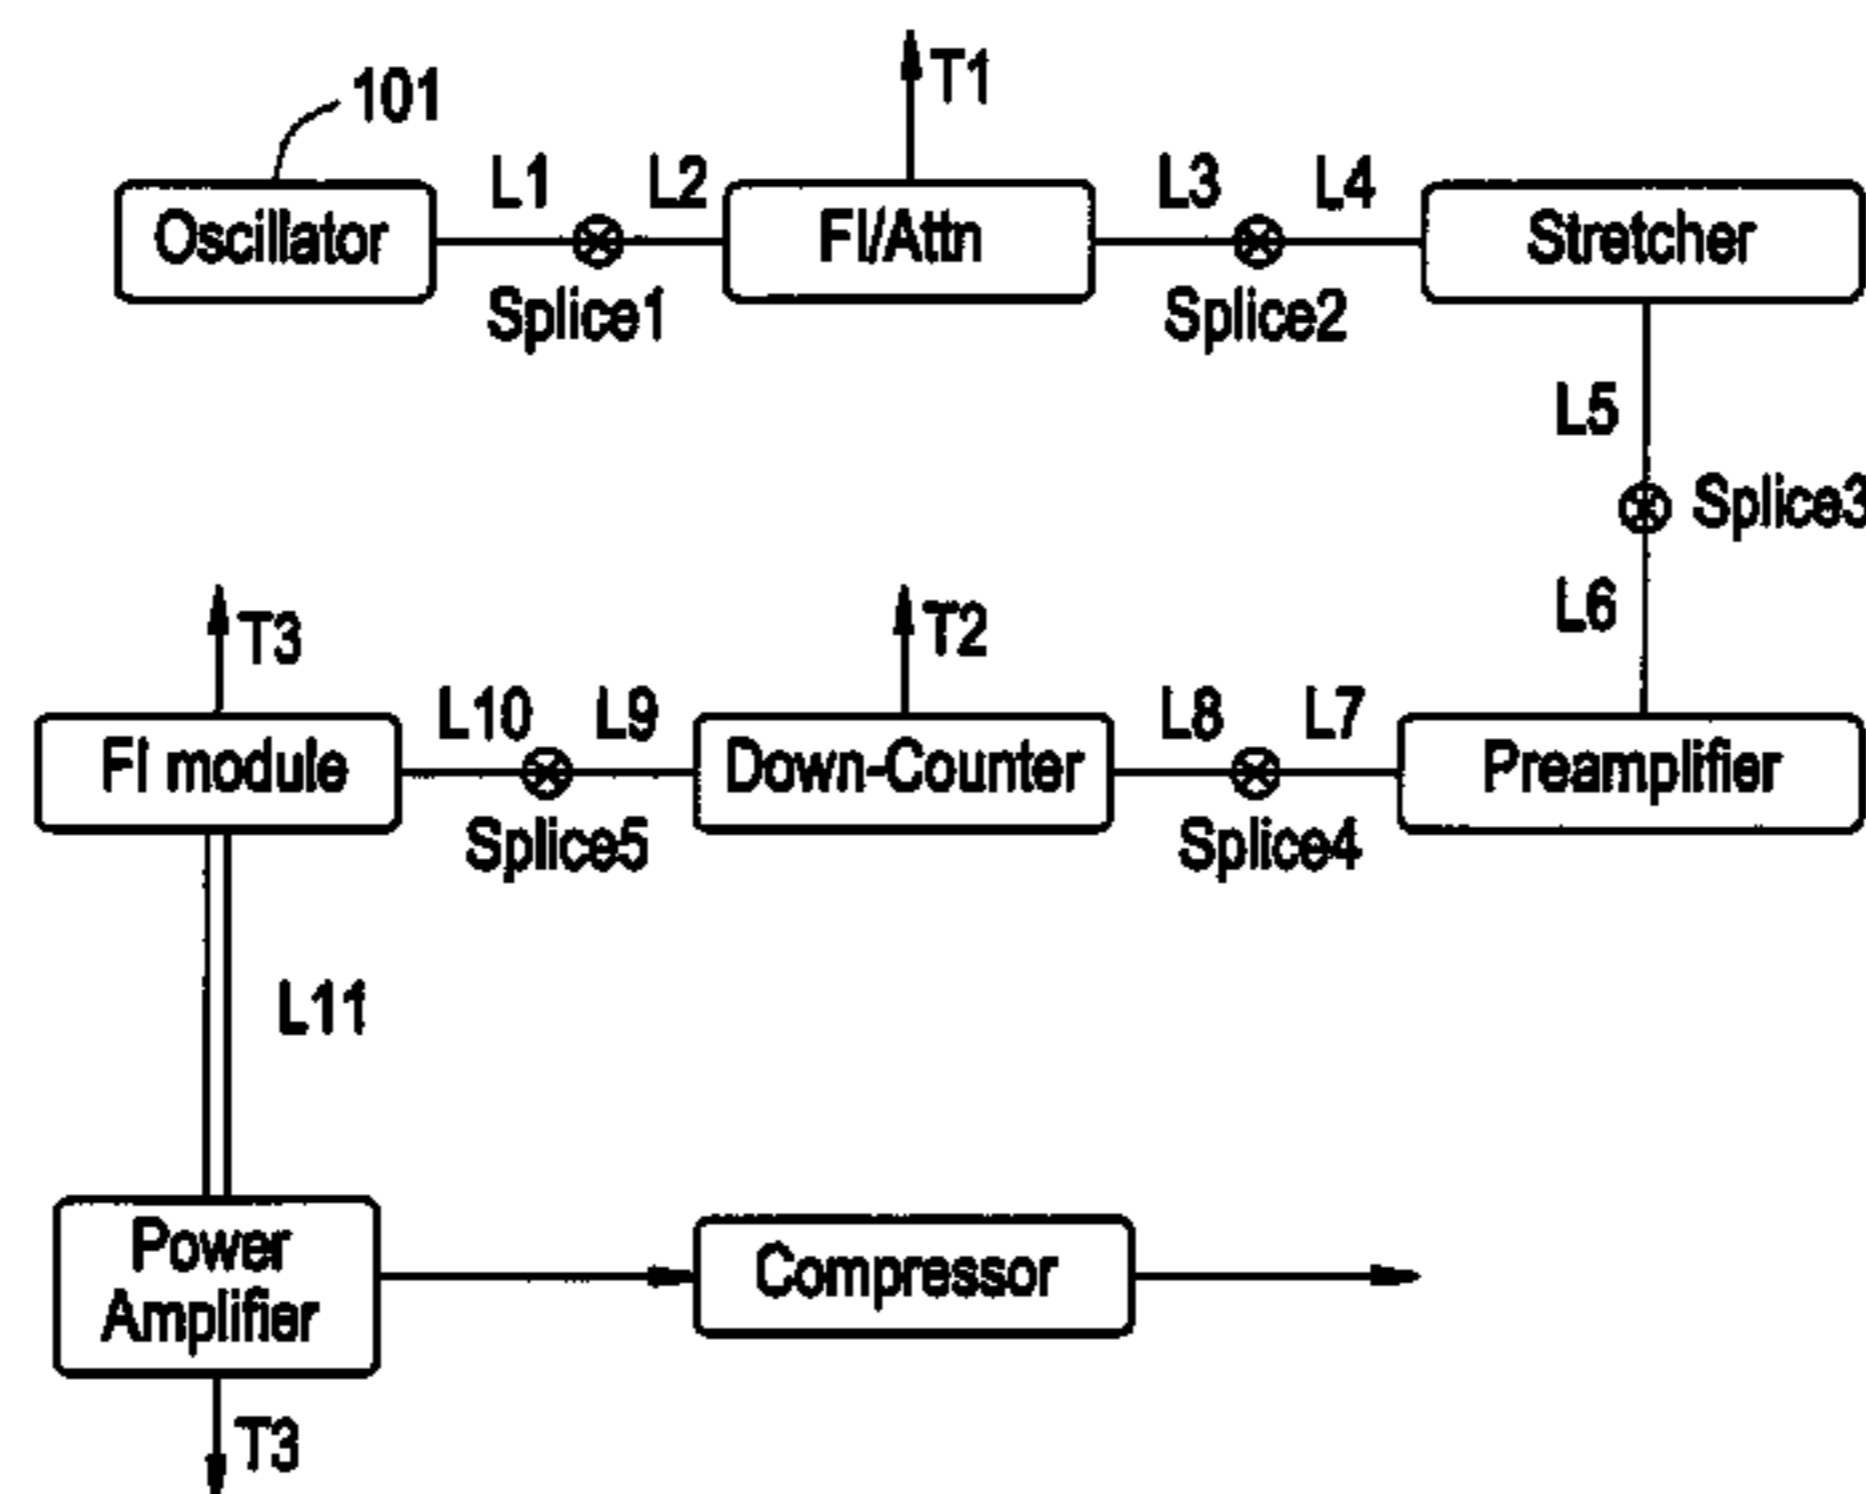 101
T1
L1
L2
L3
L4
Oscillator
FI/Attn
Stretcher
Splice1
Splice2
L5
Splice3
L6
T3
T2
L10
L9
L8
L7
FI module
Down-Counter
Preamplifier
Splice5
Splice4
L11
Power
Amplifier
Compressor
T3